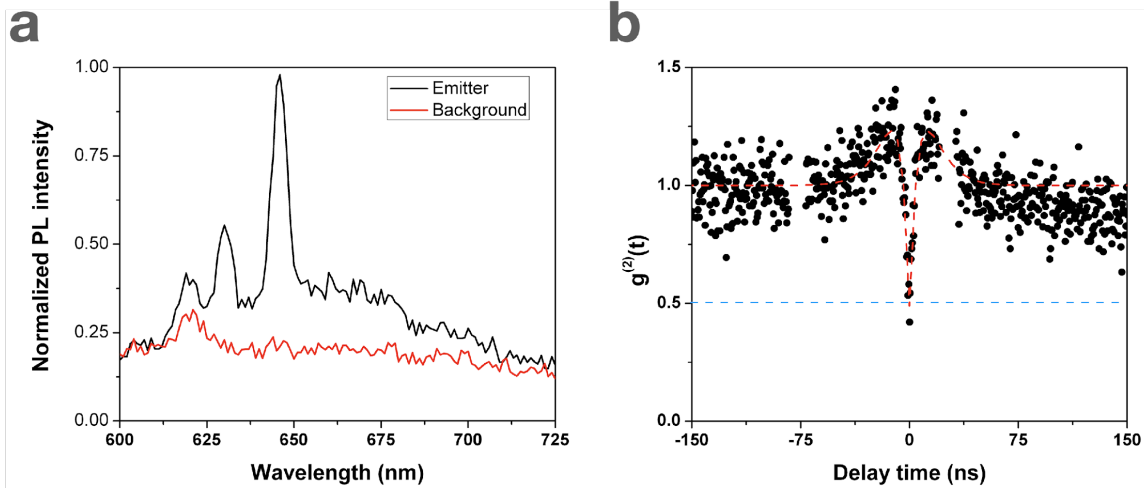 a
Normalized PL intensity
1.00
0.75
0.50
0.25
0.00
600
625
650
675
700
725
Wavelength (nm)
Emitter
Background
b
g(2)(t)
1.5
1.0
0.5
0.0
-150
-75
0
75
150
Delay time (ns)